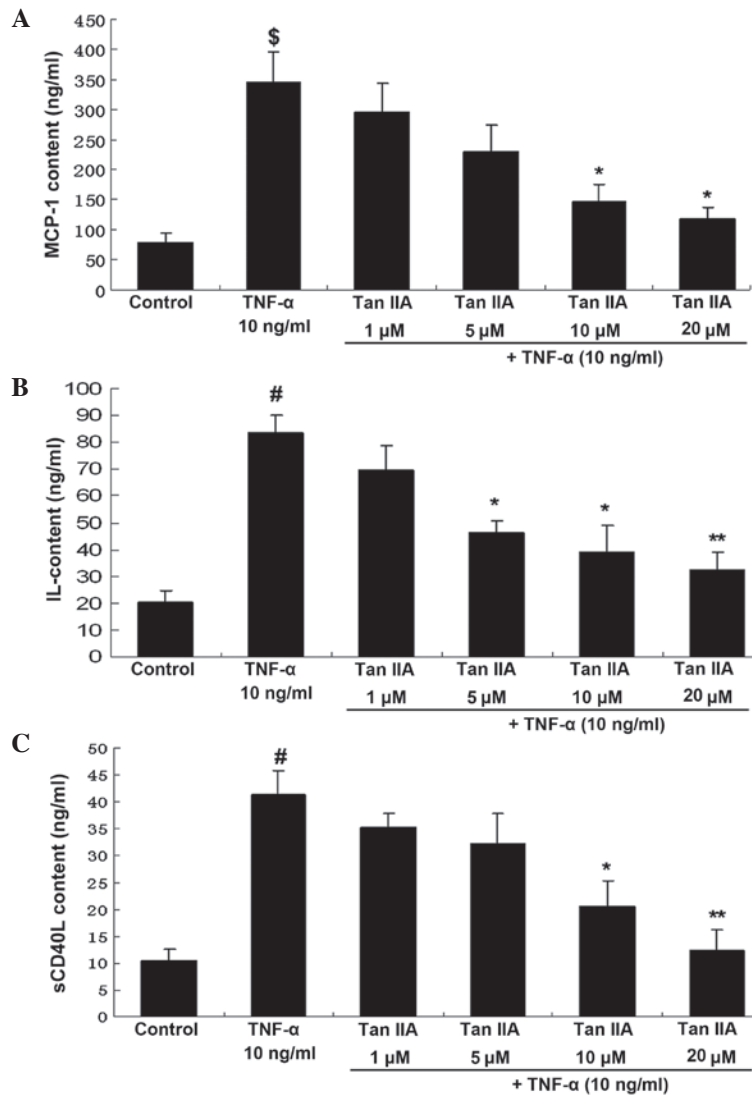 A
MCP-1 content (ng/ml)
450
400
350
300
250
200
150
100
50
0
$
*
*
Control
TNF-α
10 ng/ml
Tan IIA
1 µM
Tan IIA
5 µM
Tan IIA
10 µM
Tan IIA
20 µM
+ TNF-α (10 ng/ml)
B
IL-content (ng/ml)
100
90
80
70
60
50
40
30
20
10
0
#
*
*
**
Control
TNF-α
10 ng/ml
Tan IIA
1 µM
Tan IIA
5 µM
Tan IIA
10 µM
Tan IIA
20 µM
+ TNF-α (10 ng/ml)
C
sCD40L content (ng/ml)
50
45
40
35
30
25
20
15
10
5
0
#
*
**
Control
TNF-α
10 ng/ml
Tan IIA
1 µM
Tan IIA
5 µM
Tan IIA
10 µM
Tan IIA
20 µM
+ TNF-α (10 ng/ml)